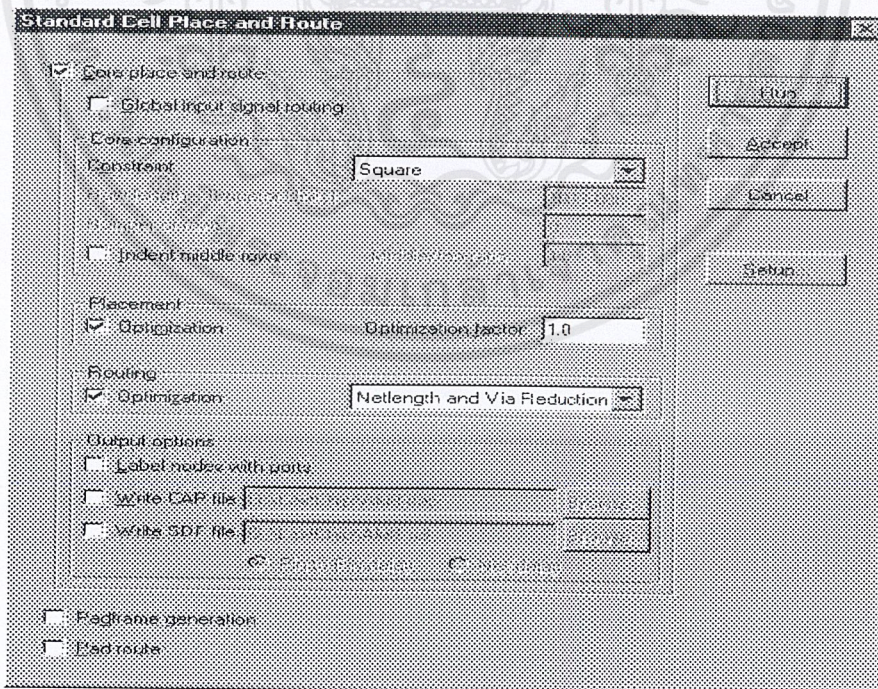 Standard Cell Place and Route
Core place and route
Global input signal routing
Core configuration
Constraint Square
Indent middle rows
Placement
Optimization Optimization factor 1.0
Routing
Optimization Netlength and Via Reduction
Output options
Label nodes with ports
Write CAP file
Write SDF file
Padframe generation
Pad route
Run
Accept
Cancel
Setup...